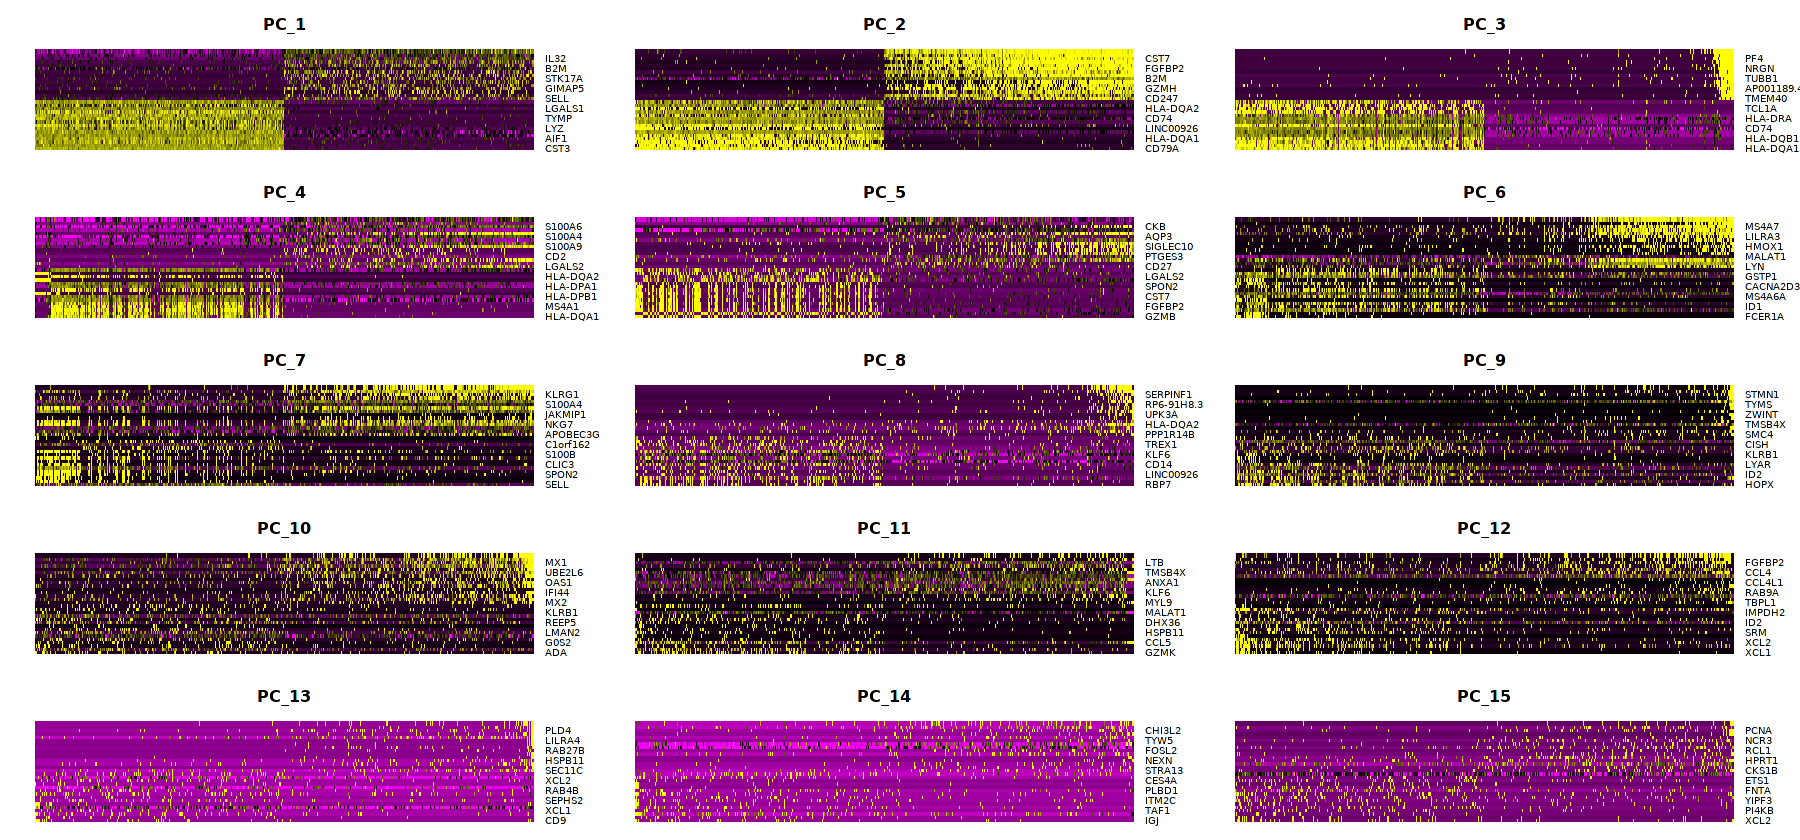 PC_1
IL32
B2M
STK17A
GIMAP5
SELL
LGALS1
TYMP
LYZ
AIF1
CST3
PC_2
CST7
FGFBP2
B2M
GZMH
CD247
HLA-DQA2
CD74
LINC00926
HLA-DQA1
CD79A
PC_3
PF4
NRGN
TUBB1
AP001189.4
TMEM40
TCL1A
HLA-DRA
CD74
HLA-DQB1
HLA-DQA1
PC_4
S100A6
S100A4
S100A9
CD2
LGALS2
HLA-DQA2
HLA-DPA1
HLA-DPB1
MS4A1
HLA-DQA1
PC_5
CKB
AQP3
SIGLEC10
PTGES3
CD27
LGALS2
SPON2
CST7
FGFBP2
GZMB
PC_6
MS4A7
LILRA3
HMOX1
MALAT1
LYN
GSTP1
CACNA2D3
MS4A6A
ID1
FCER1A
PC_7
KLRG1
S100A4
JAKMIP1
NKG7
APOBEC3G
C1orf162
S100B
CLIC3
SPON2
SELL
PC_8
SERPINF1
RP6-91H8.3
UPK3A
HLA-DQA2
PPP1R14B
TREX1
KLF6
CD14
LINC00926
RBP7
PC_9
STMN1
TYMS
ZWINT
TMSB4X
SMC4
CISH
KLRB1
LYAR
ID2
HOPX
PC_10
MX1
UBE2L6
OAS1
IFI44
MX2
KLRB1
REEP5
LMAN2
G0S2
ADA
PC_11
LTB
TMSB4X
ANXA1
KLF6
MYL9
MALAT1
DHX36
HSPB11
CCL5
GZMK
PC_12
FGFBP2
CCL4
CCL4L1
RAB9A
TBPL1
IMPDH2
ID2
SRM
XCL2
XCL1
PC_13
PLD4
LILRA4
RAB27B
HSPB11
SEC11C
XCL2
RAB4B
SEPHS2
XCL1
CD9
PC_14
CHI3L2
TYW5
FOSL2
NEXN
STRA13
CES4A
PLBD1
ITM2C
TAF1
IGJ
PC_15
PCNA
NCR3
RCL1
HPRT1
CKS1B
ETS1
FNTA
YIPF3
PI4KB
XCL2